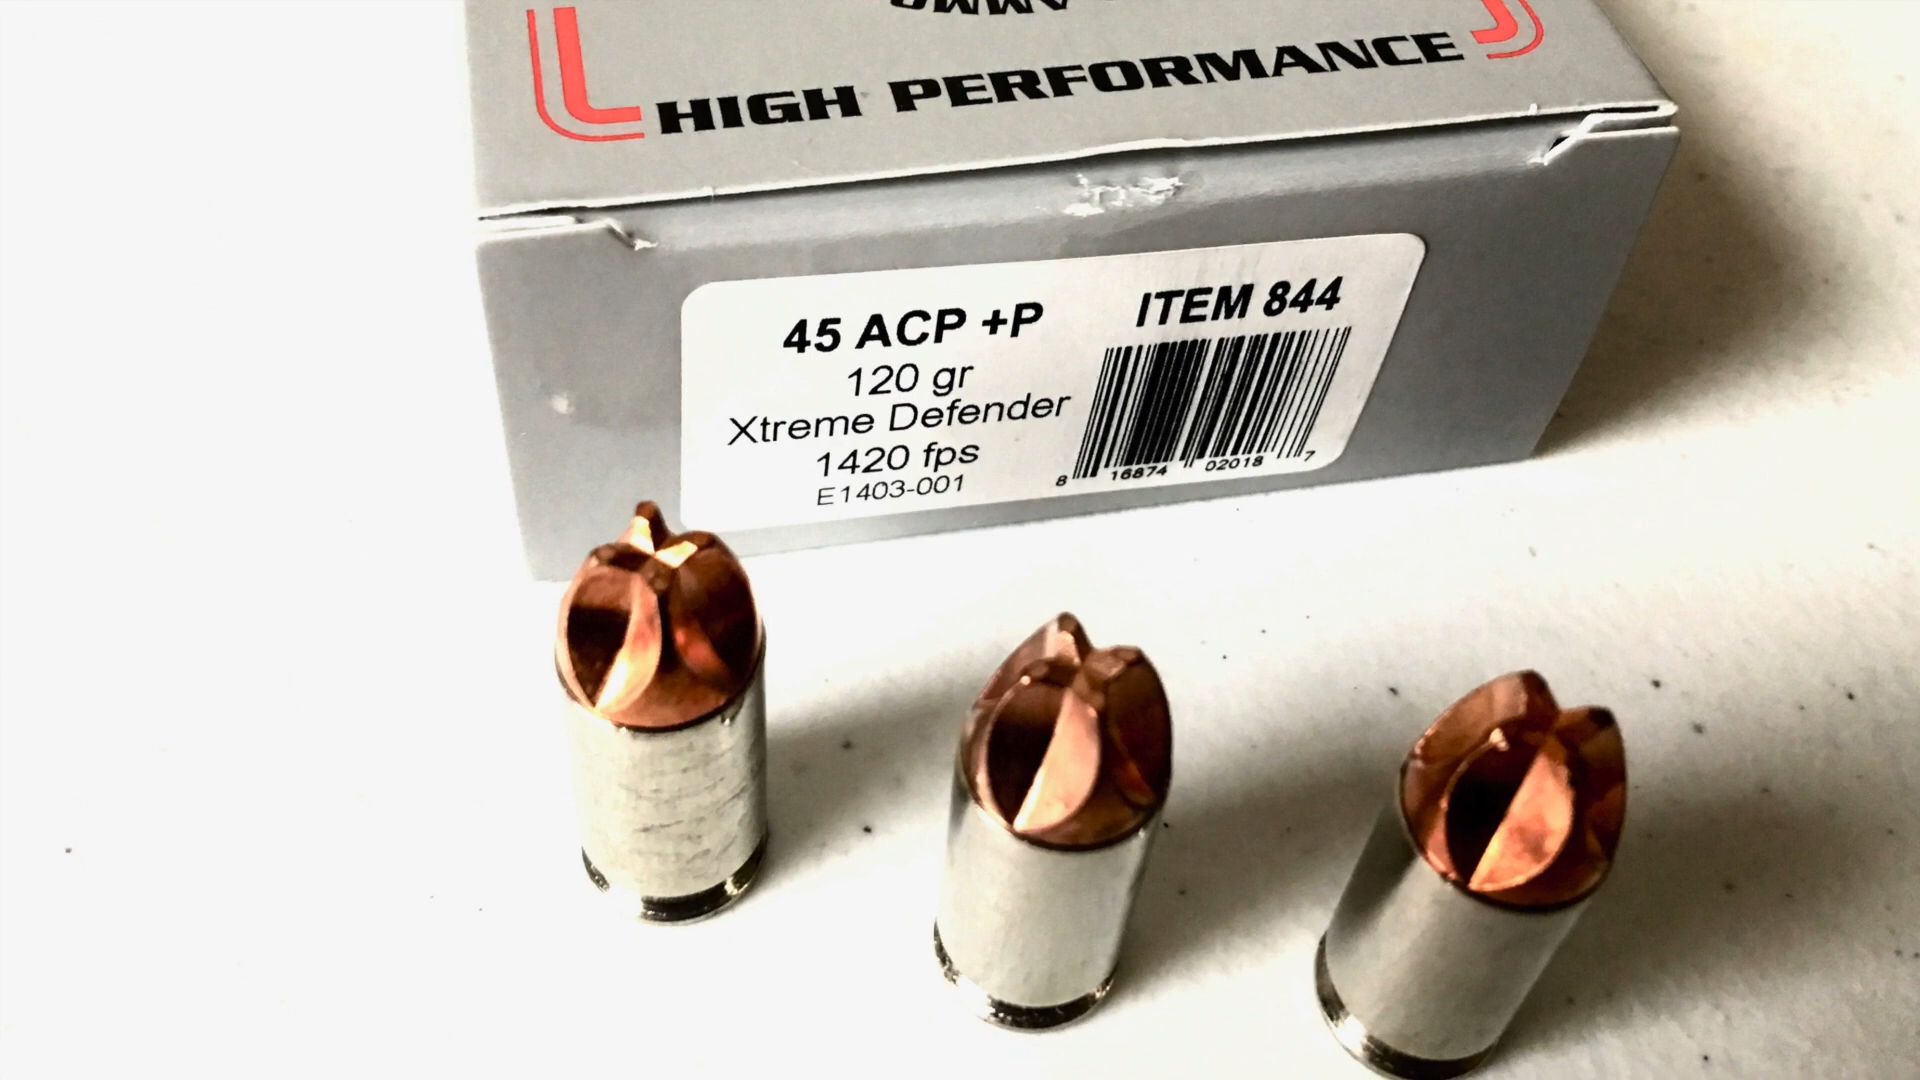 HIGH PERFORMANCE
45 ACP +P
120 gr
Xtreme Defender
1420 fps
E1403-001
ITEM 844
8 16874 02018 7